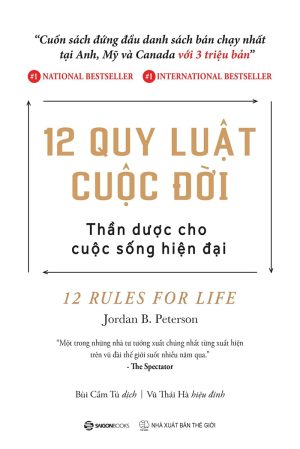 “Cuốn sách đứng đầu danh sách bán chạy nhất
tại Anh, Mỹ và Canada với 3 triệu bản”
#1 NATIONAL BESTSELLER #1 INTERNATIONAL BESTSELLER
12 QUY LUẬT
CUỘC ĐỜI
Thần dược cho
cuộc sống hiện đại
12 RULES FOR LIFE
Jordan B. Peterson
“Một trong những nhà tư tưởng xuất chúng nhất từng xuất hiện
trên vũ đài thế giới suốt nhiều năm qua.”
- The Spectator
Bùi Cẩm Tú dịch | Vũ Thái Hà hiệu đính
SAIGONBOOKS NHÀ XUẤT BẢN THẾ GIỚI